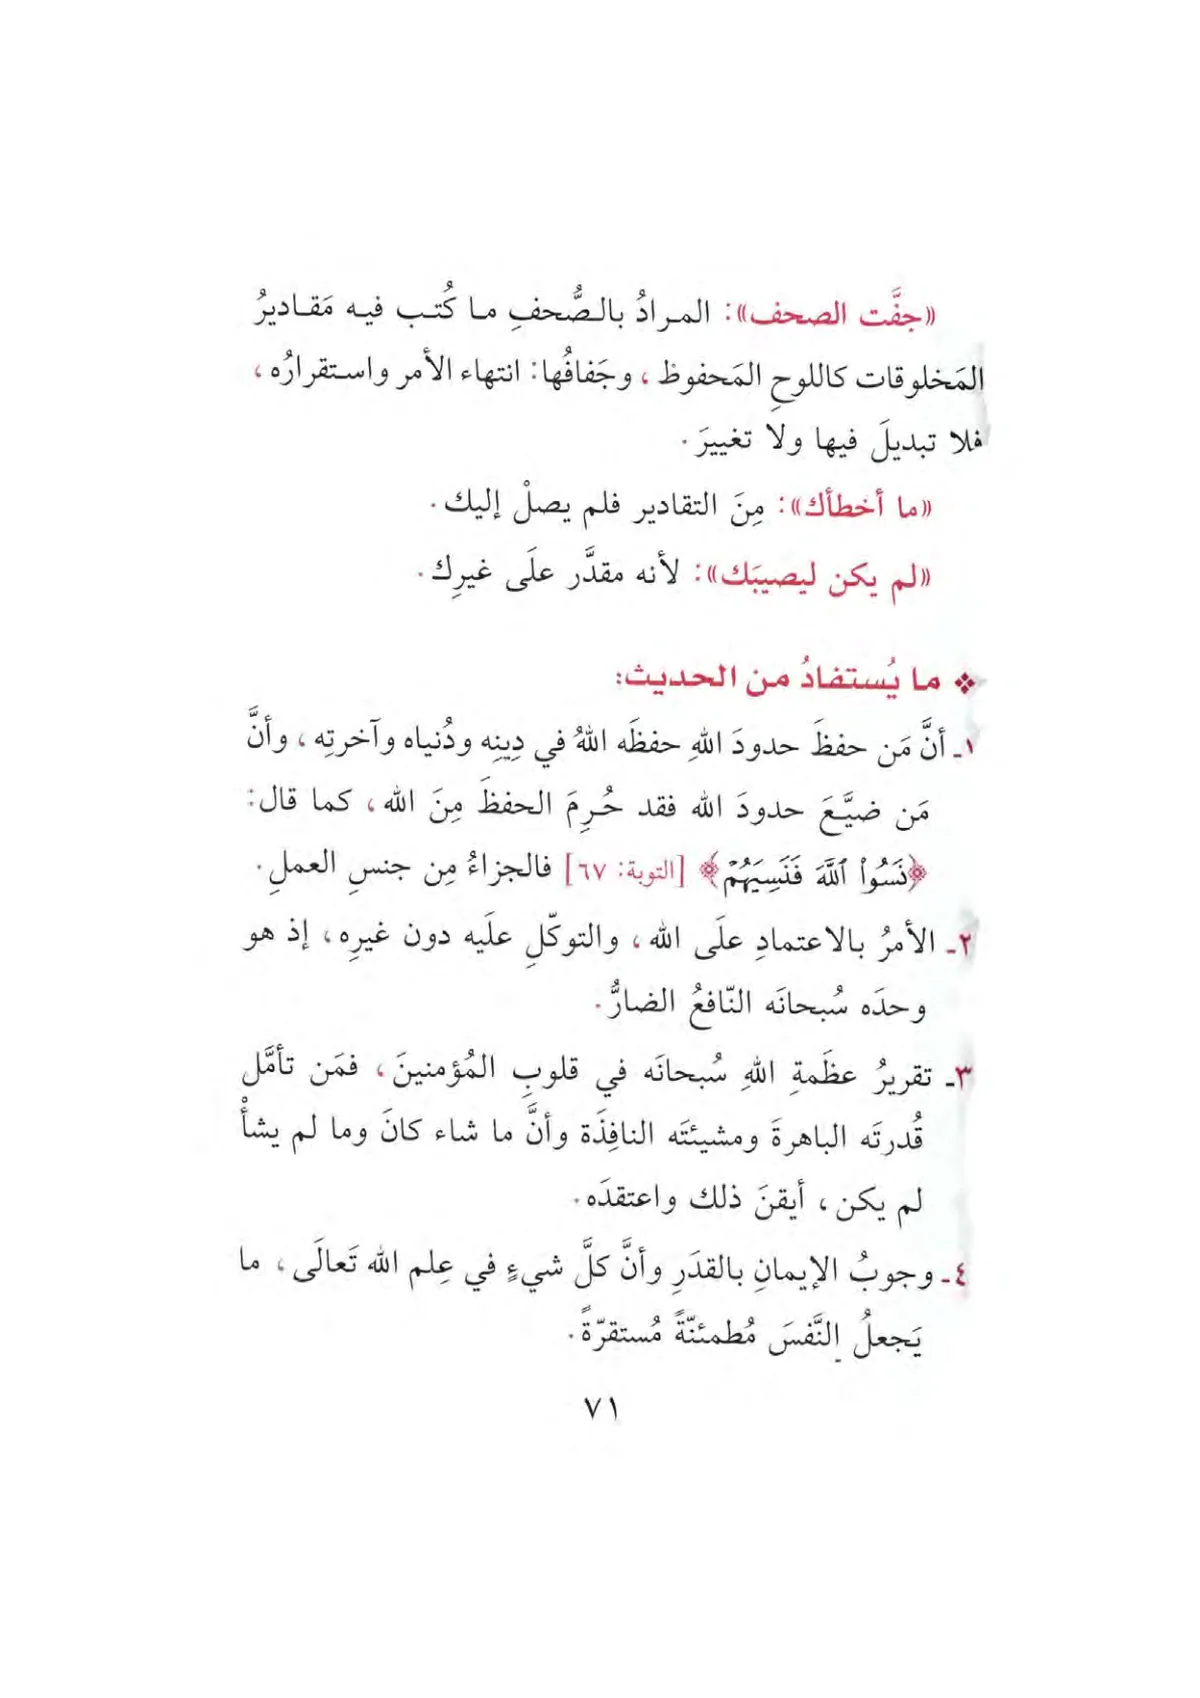 «جفَّت الصحف»: المرادُ بالصُّحفِ ما كُتب فيه مَقاديرُ
المَخلوقات كاللوحِ المَحفوظ، وجَفافُها: انتهاء الأمر واستقرارُه،
فلا تبديلَ فيها ولا تغييرَ.
«ما أخطأك»: مِنَ التقادير فلم يصلْ إليك.
«لم يكن ليصيبَك»: لأنه مقدَّر علَى غيرِك.
❖ ما يُستفادُ من الحديث:
١ـ أنَّ مَن حفظَ حدودَ اللهِ حفظَه اللهُ في دِينِه ودُنياه وآخرتِه، وأنَّ
مَن ضيَّعَ حدودَ الله فقد حُرِمَ الحفظَ مِنَ الله، كما قال:
﴿نَسُواْ ٱللَّهَ فَنَسِيَهُمْ﴾ [التوبة: ٦٧] فالجزاءُ مِن جنسِ العملِ.
٢ـ الأمرُ بالاعتمادِ علَى الله، والتوكّلِ علَيه دون غيرِه، إذ هو
وحدَه سُبحانَه النّافعُ الضارُّ.
٣ـ تقريرُ عظَمةِ اللهِ سُبحانَه في قلوبِ المُؤمنينَ، فمَن تأمَّل
قُدرتَه الباهرةَ ومشيئتَه النافِذَة وأنَّ ما شاء كانَ وما لم يشأْ
لم يكن، أيقنَ ذلك واعتقدَه.
٤ـ وجوبُ الإيمانِ بالقدَرِ وأنَّ كلَّ شيءٍ في عِلم الله تَعالَى، ما
يَجعلُ النَّفسَ مُطمئنّةً مُستقرّةً.
٧١